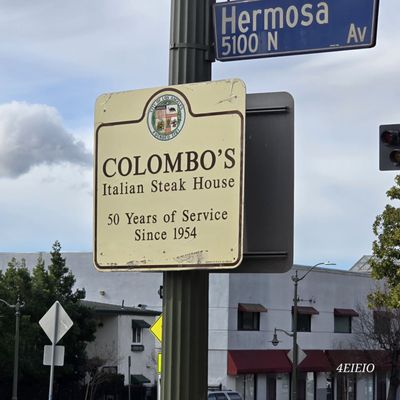 Hermosa
5100 N Av
COLOMBO'S
Italian Steak House
50 Years of Service
Since 1954
4EIEIO